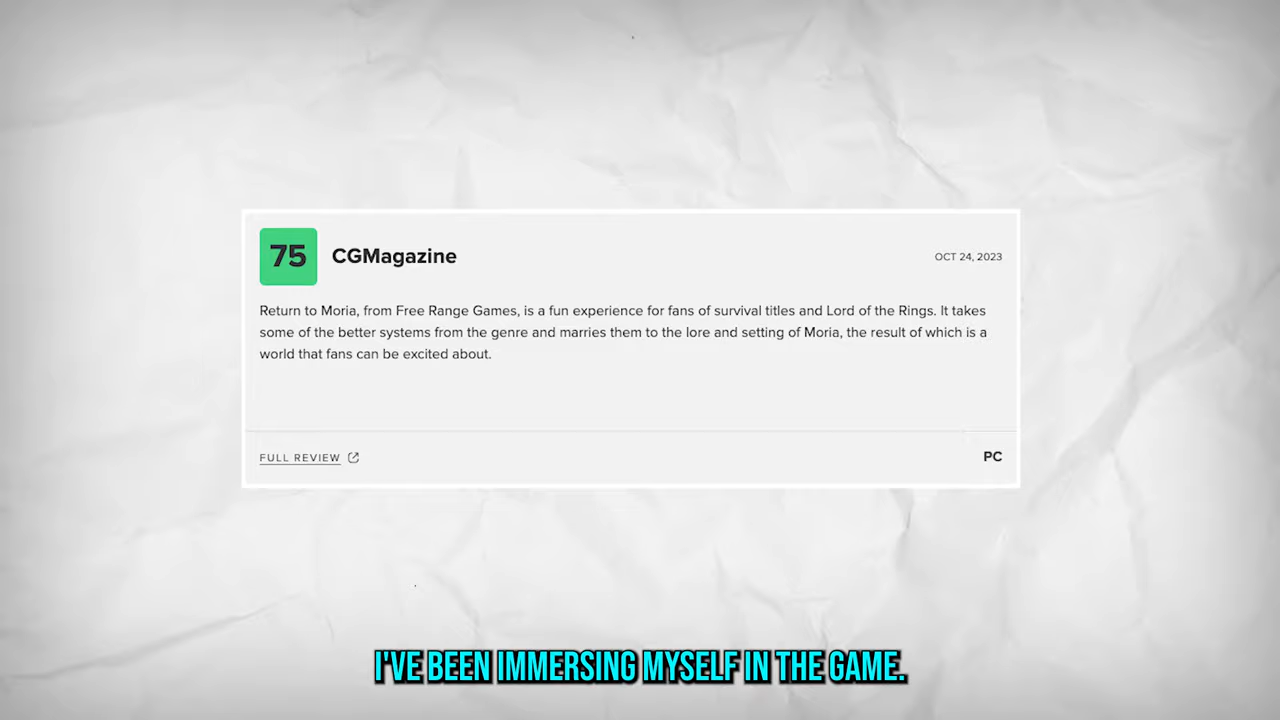 75 CGMagazine OCT 24, 2023
Return to Moria, from Free Range Games, is a fun experience for fans of survival titles and Lord of the Rings. It takes
some of the better systems from the genre and marries them to the lore and setting of Moria, the result of which is a
world that fans can be excited about.
FULL REVIEW PC
I'VE BEEN IMMERSING MYSELF IN THE GAME.